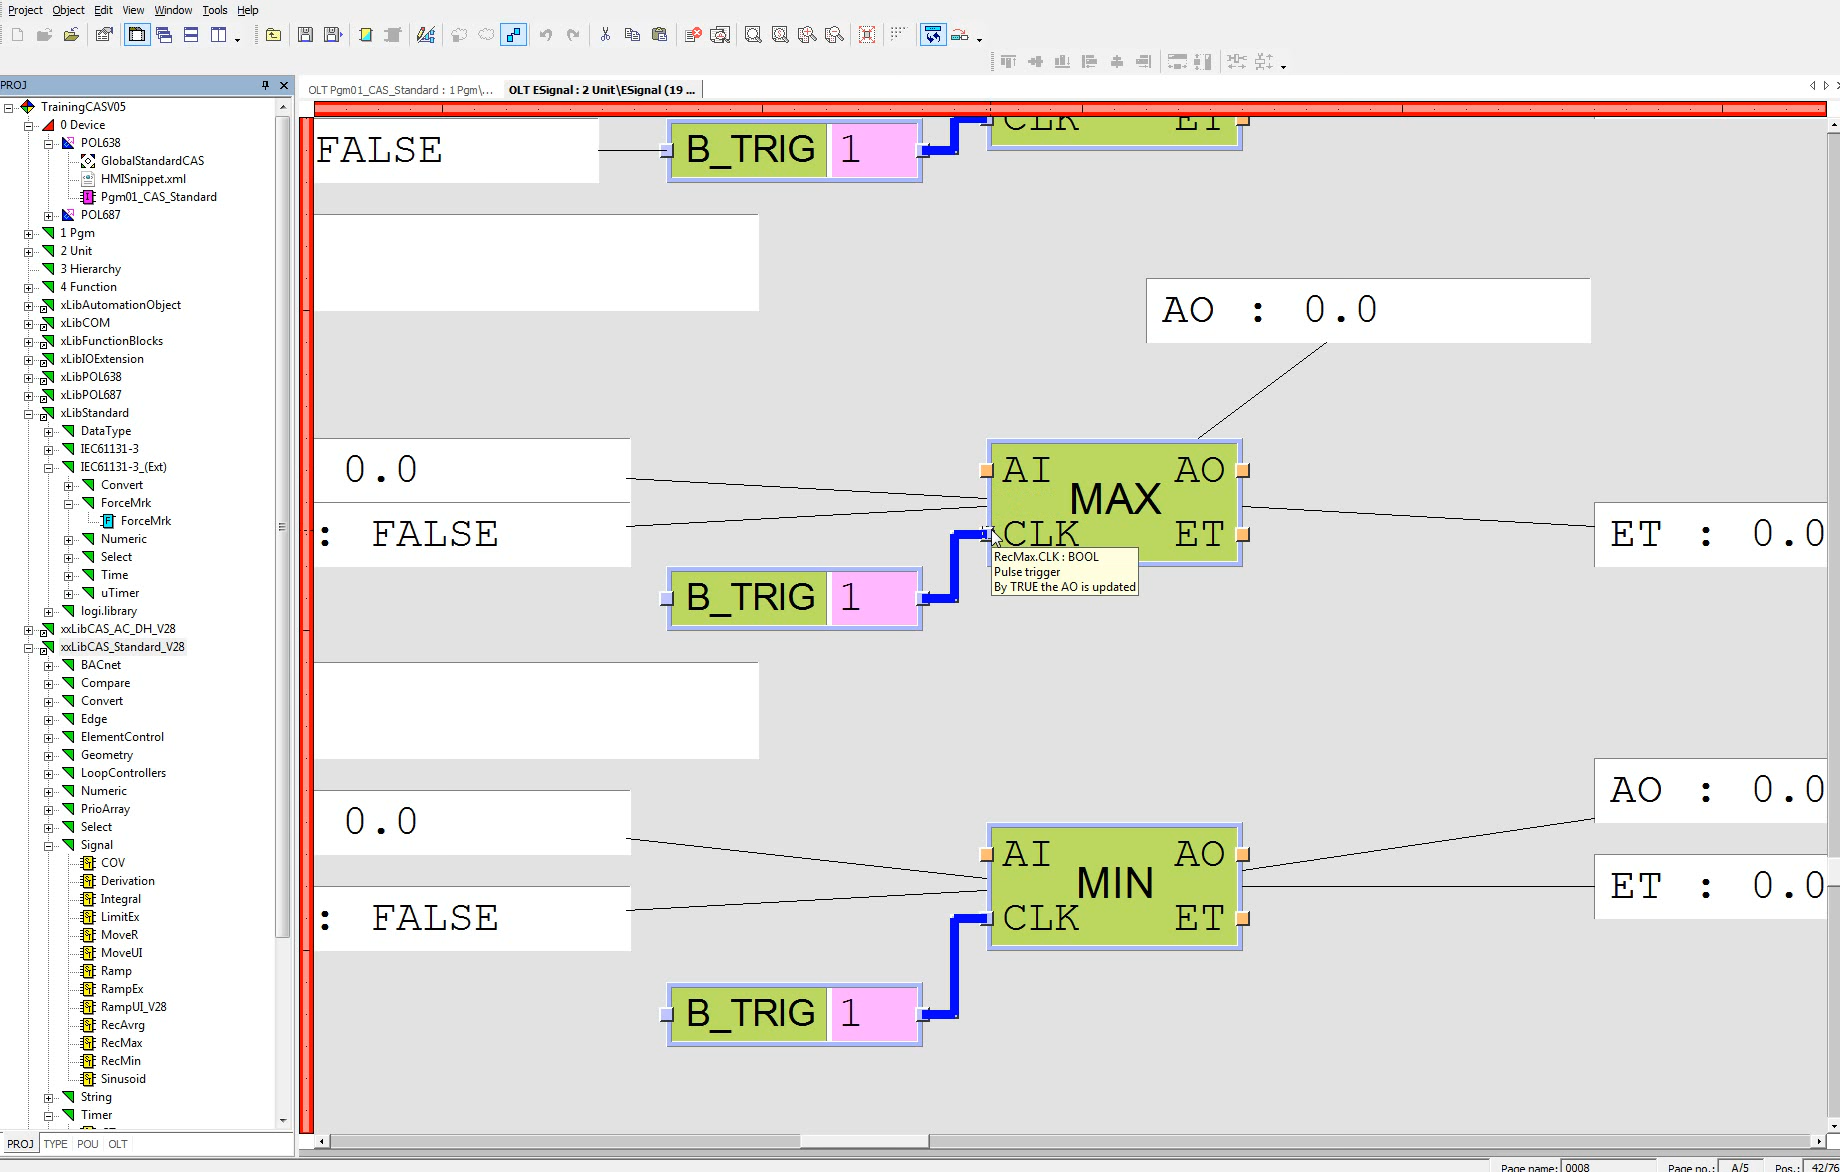 Project Object Edit View Window Tools Help
PROJ
OLT Pgm01_CAS_Standard : 1 Pgm\...
OLT ESignal : 2 Unit\ESignal (19 ...
TrainingCASV05
0 Device
POL638
GlobalStandardCAS
HMISnippet.xml
Pgm01_CAS_Standard
POL687
1 Pgm
2 Unit
3 Hierarchy
4 Function
xLibAutomationObject
xLibCOM
xLibFunctionBlocks
xLibIOExtension
xLibPOL638
xLibPOL687
xLibStandard
DataType
IEC61131-3
IEC61131-3_(Ext)
Convert
ForceMrk
ForceMrk
Numeric
Select
Time
uTimer
logi.library
xxLibCAS_AC_DH_V28
xxLibCAS_Standard_V28
BACnet
Compare
Convert
Edge
ElementControl
Geometry
LoopControllers
Numeric
PrioArray
Select
Signal
COV
Derivation
Integral
LimitEx
MoveR
MoveUI
Ramp
RampEx
RampUI_V28
RecAvrg
RecMax
RecMin
Sinusoid
String
Timer
PROJ TYPE POU OLT
CLK ET
FALSE
B_TRIG 1
AO : 0.0
0.0
: FALSE
AI AO
MAX
CLK ET
ET : 0.0
RecMax.CLK : BOOL
Pulse trigger
By TRUE the AO is updated
B_TRIG 1
0.0
: FALSE
AI AO
MIN
CLK ET
AO : 0.0
ET : 0.0
B_TRIG 1
Page name: 0008 Page no.: A/5 Pos.: 42/76